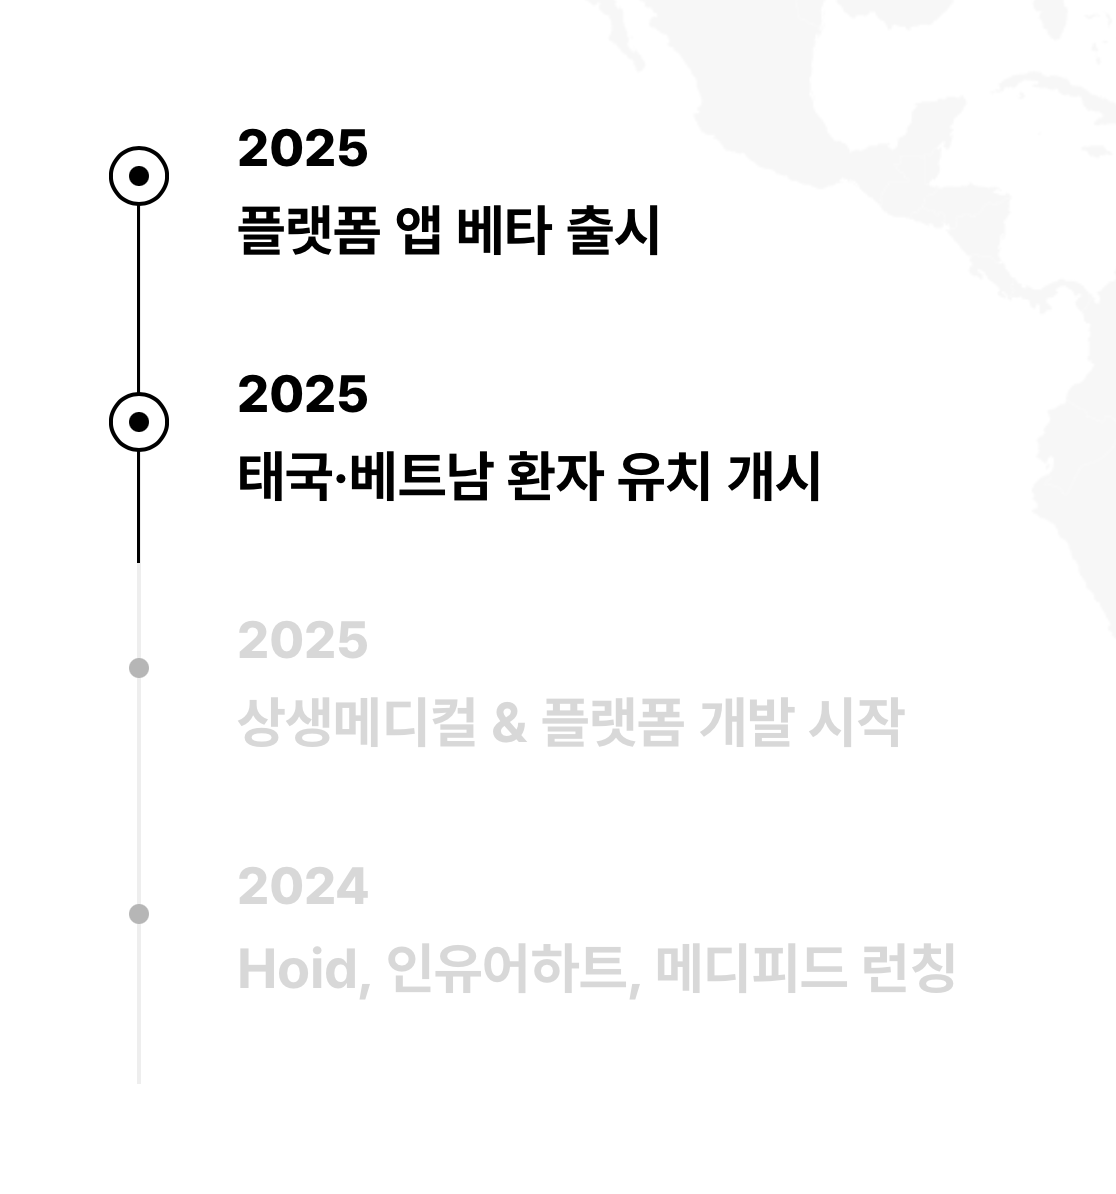 2025
플랫폼 앱 베타 출시
2025
태국·베트남 환자 유치 개시
2025
상생메디컬 & 플랫폼 개발 시작
2024
Hoid, 인유어하트, 메디피드 런칭